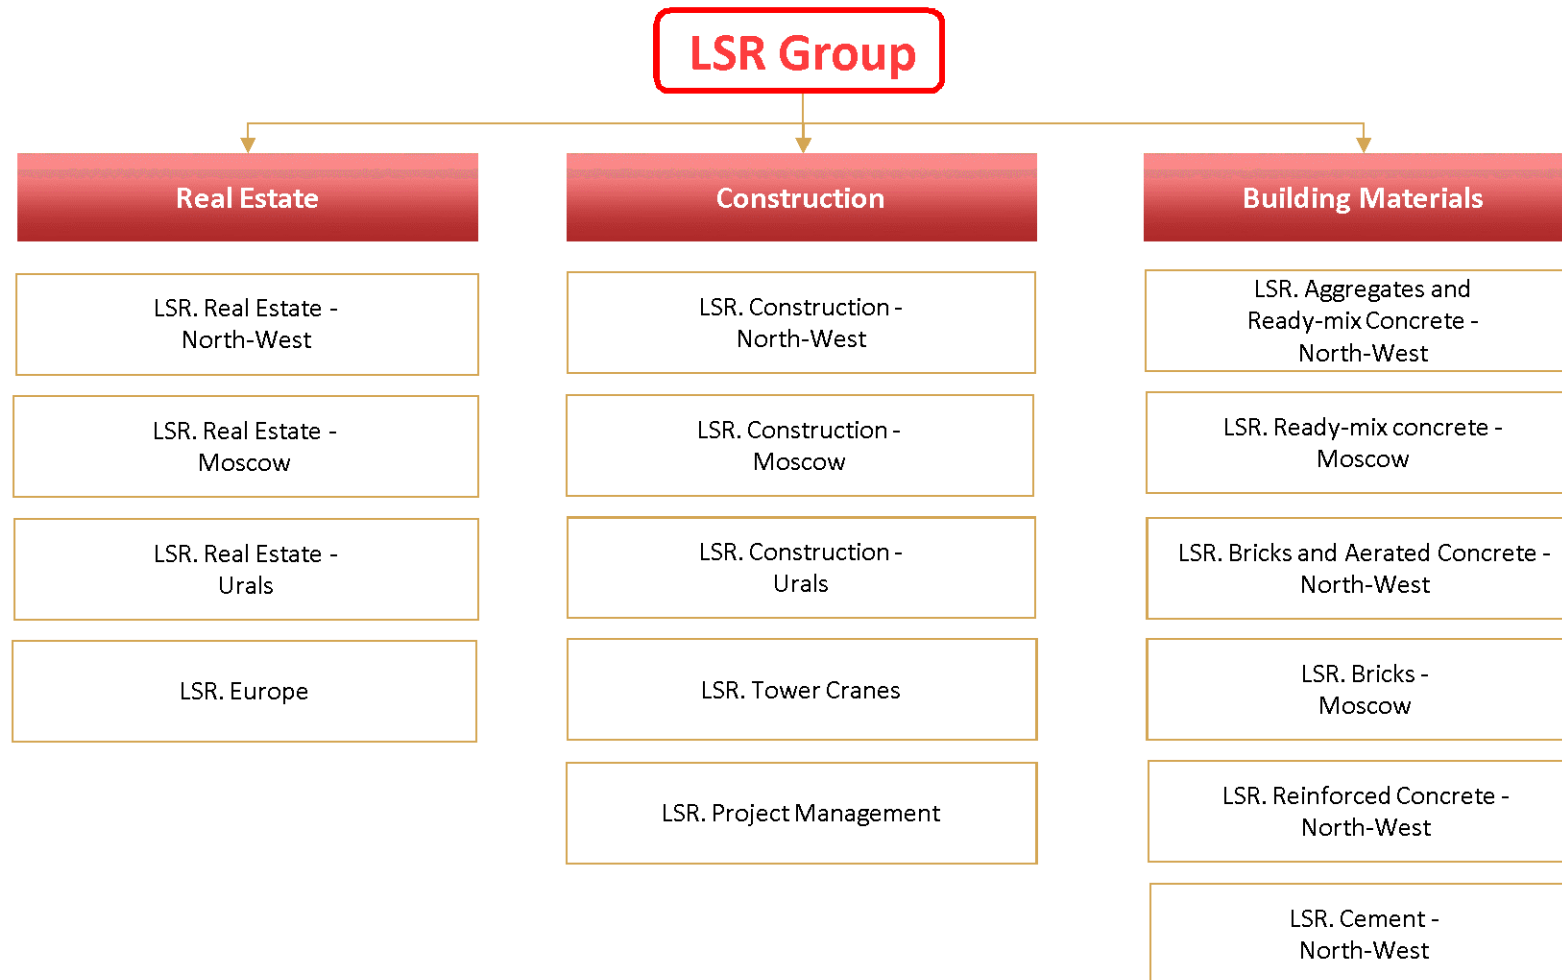 LSR Group
Real Estate
LSR. Real Estate -
North-West
LSR. Real Estate -
Moscow
LSR. Real Estate -
Urals
LSR. Europe
Construction
LSR. Construction -
North-West
LSR. Construction -
Moscow
LSR. Construction -
Urals
LSR. Tower Cranes
LSR. Project Management
Building Materials
LSR. Aggregates and
Ready-mix Concrete -
North-West
LSR. Ready-mix concrete -
Moscow
LSR. Bricks and Aerated Concrete -
North-West
LSR. Bricks -
Moscow
LSR. Reinforced Concrete -
North-West
LSR. Cement -
North-West